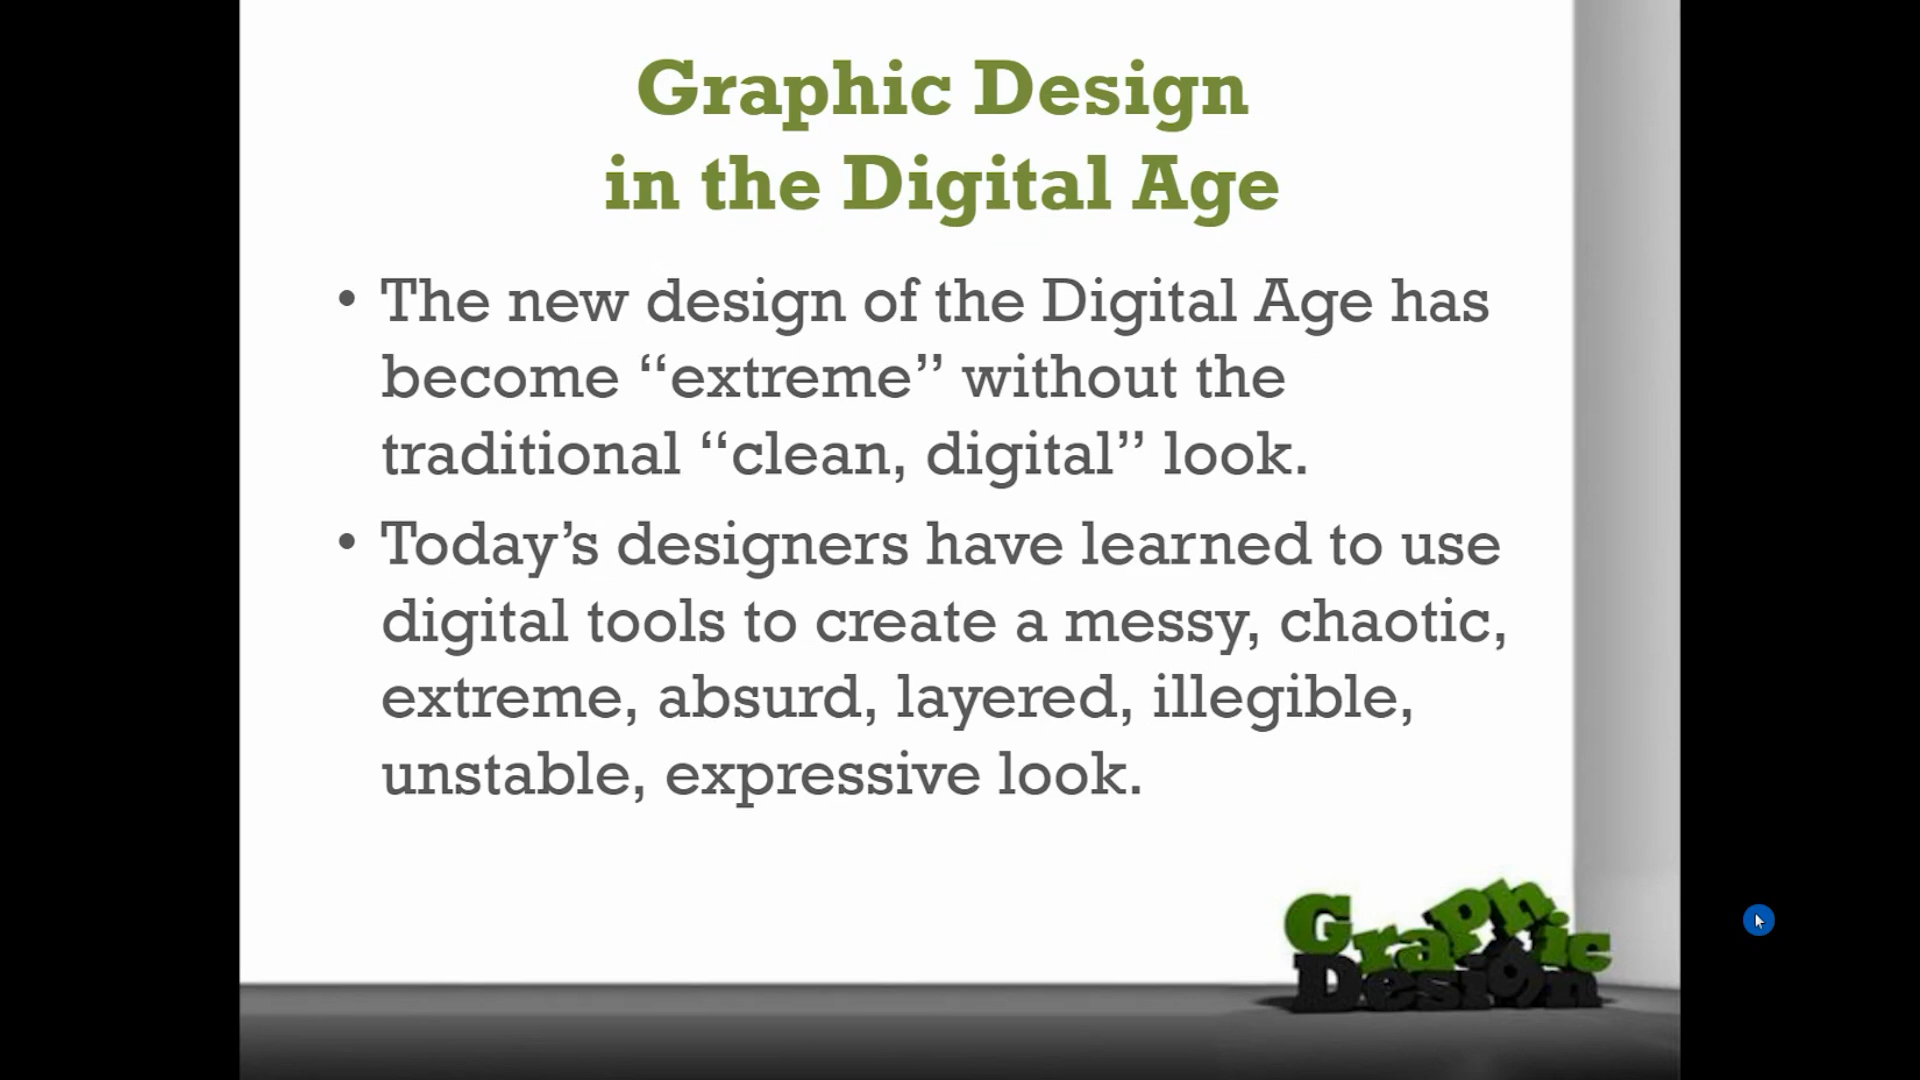 Graphic Design
in the Digital Age
• The new design of the Digital Age has
become “extreme” without the
traditional “clean, digital” look.
• Today’s designers have learned to use
digital tools to create a messy, chaotic,
extreme, absurd, layered, illegible,
unstable, expressive look.
Graphic
Design